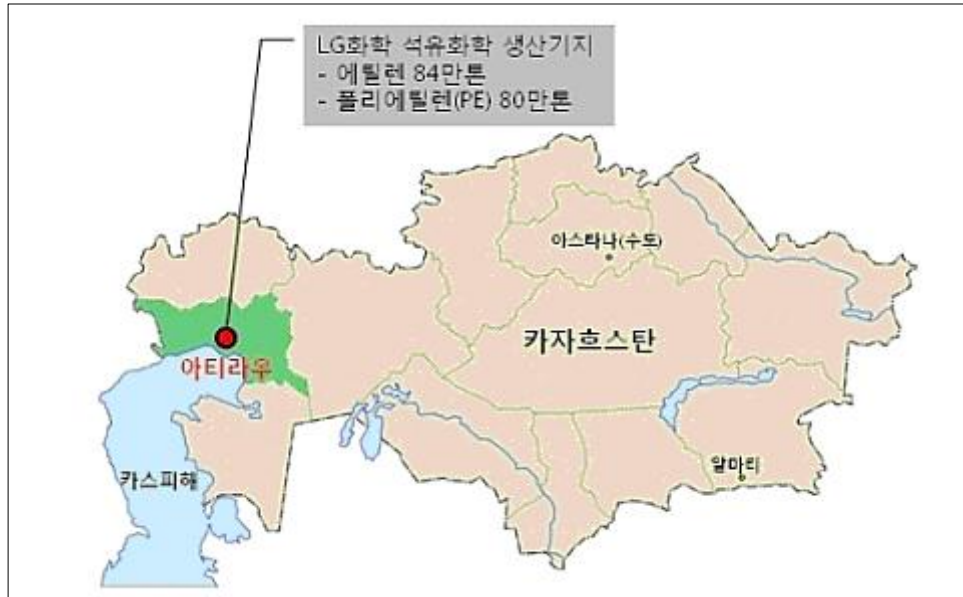 LG화학 석유화학 생산기지
- 에틸렌 84만톤
- 폴리에틸렌(PE) 80만톤
아스타나(수도)
카자흐스탄
아티라우
카스피해
알마티